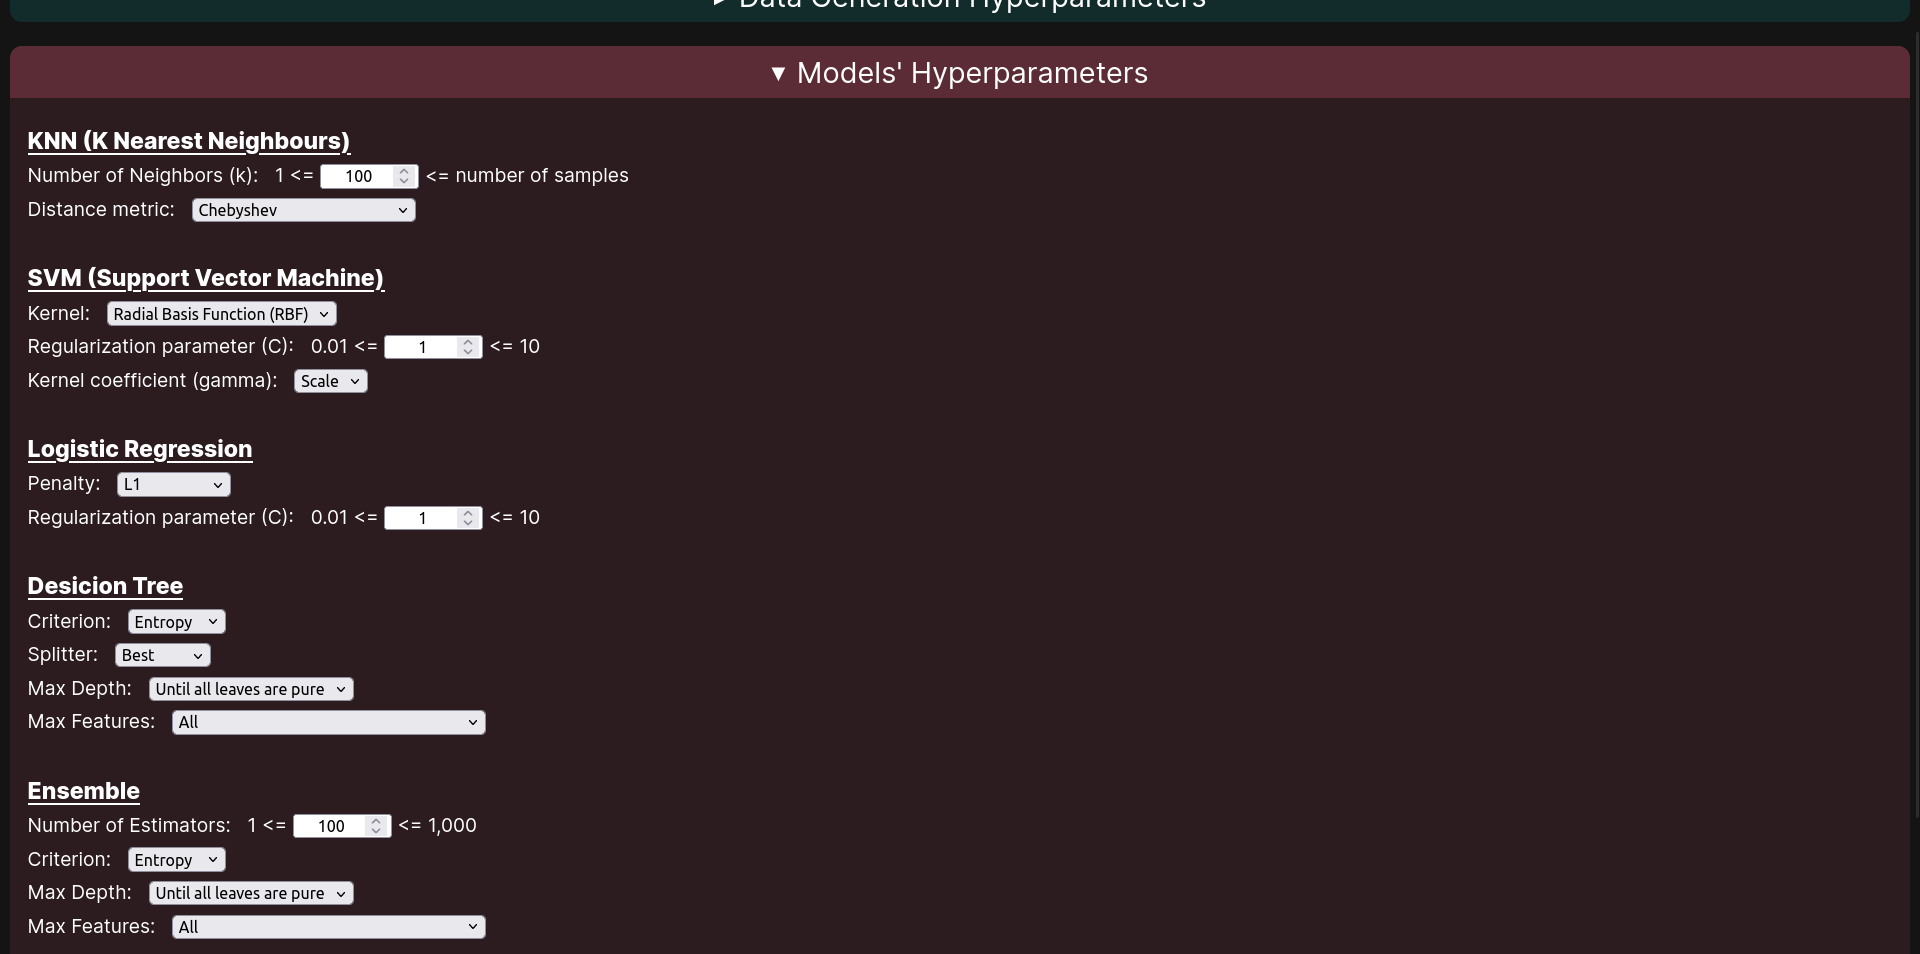 ▸ Data Generation Hyperparameters
▾ Models' Hyperparameters
KNN (K Nearest Neighbours)
Number of Neighbors (k): 1 <= 100 <= number of samples
Distance metric: Chebyshev
SVM (Support Vector Machine)
Kernel: Radial Basis Function (RBF)
Regularization parameter (C): 0.01 <= 1 <= 10
Kernel coefficient (gamma): Scale
Logistic Regression
Penalty: L1
Regularization parameter (C): 0.01 <= 1 <= 10
Desicion Tree
Criterion: Entropy
Splitter: Best
Max Depth: Until all leaves are pure
Max Features: All
Ensemble
Number of Estimators: 1 <= 100 <= 1,000
Criterion: Entropy
Max Depth: Until all leaves are pure
Max Features: All